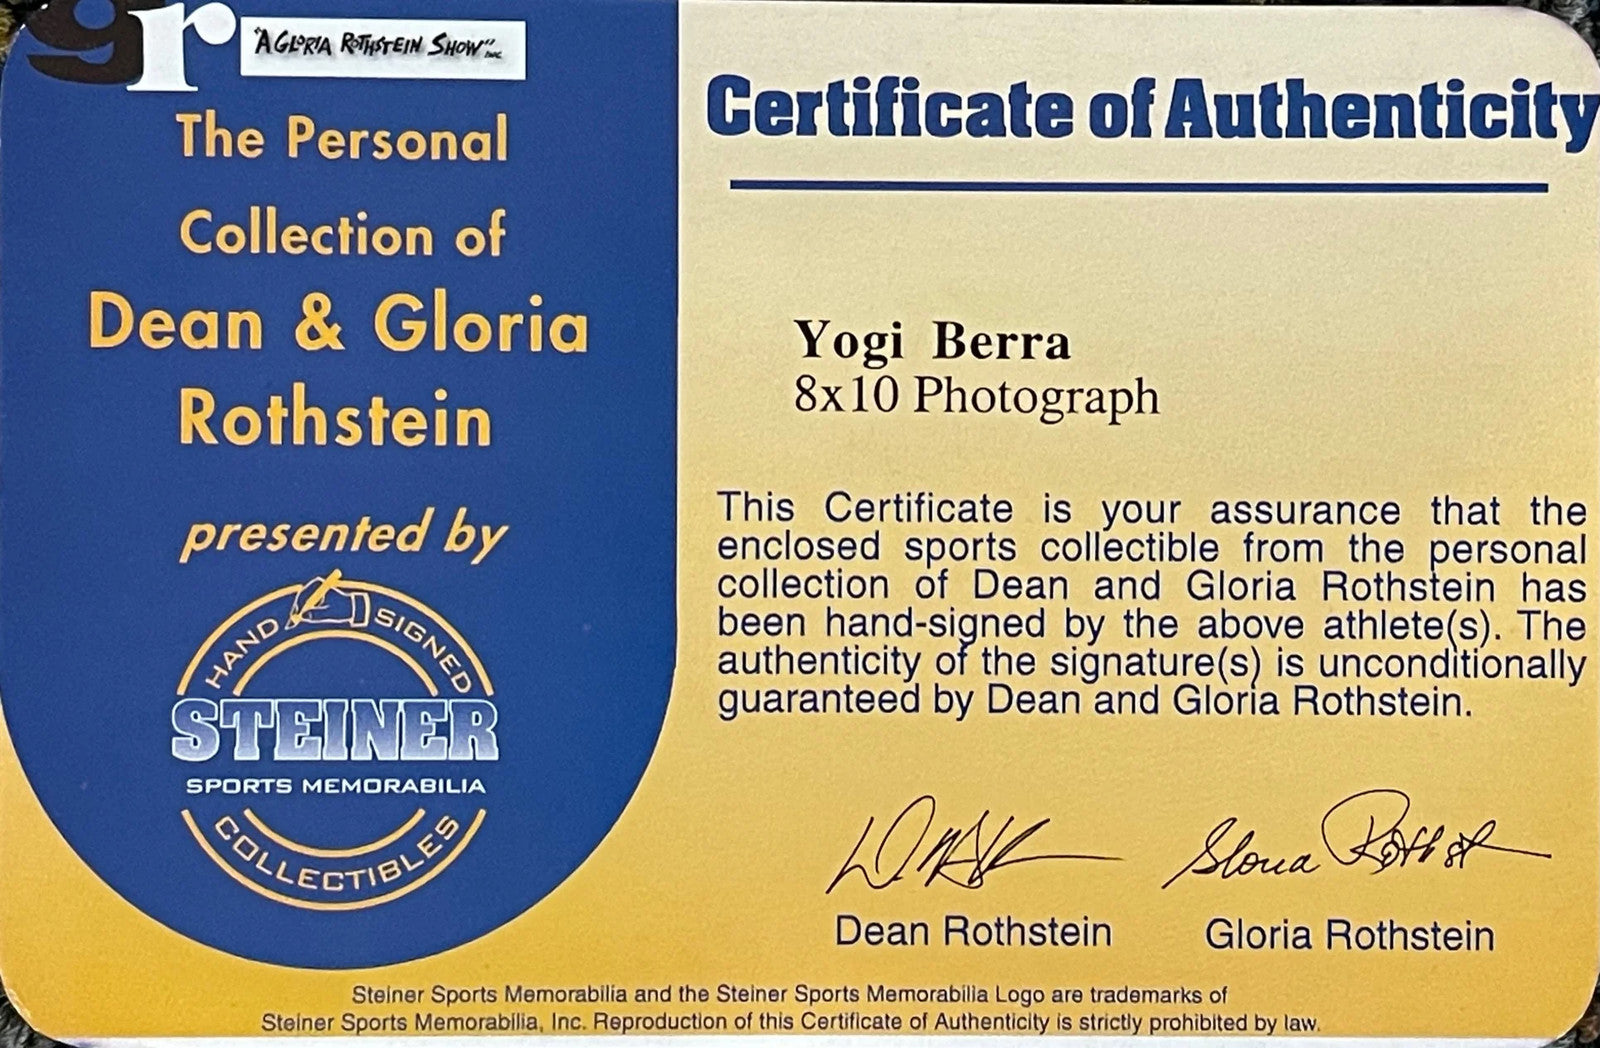 gr
"A GLORIA ROTHSTEIN SHOW" INC.
The Personal
Collection of
Dean & Gloria
Rothstein
presented by
HAND SIGNED
STEINER
SPORTS MEMORABILIA
COLLECTIBLES
Certificate of Authenticity
Yogi Berra
8x10 Photograph
This Certificate is your assurance that the
enclosed sports collectible from the personal
collection of Dean and Gloria Rothstein has
been hand-signed by the above athlete(s). The
authenticity of the signature(s) is unconditionally
guaranteed by Dean and Gloria Rothstein.
Gloria
Dean Rothstein
Gloria Rothstein
Steiner Sports Memorabilia and the Steiner Sports Memorabilia Logo are trademarks of
Steiner Sports Memorabilia, Inc. Reproduction of this Certificate of Authenticity is strictly prohibited by law.